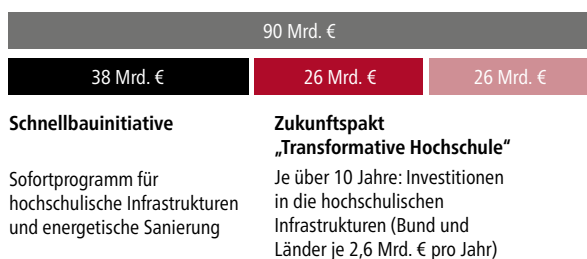 90 Mrd. €
38 Mrd. €
26 Mrd. €
26 Mrd. €
Schnellbauinitiative
Sofortprogramm für
hochschulische Infrastrukturen
und energetische Sanierung
Zukunftspakt
„Transformative Hochschule“
Je über 10 Jahre: Investitionen
in die hochschulischen
Infrastrukturen (Bund und
Länder je 2,6 Mrd. € pro Jahr)